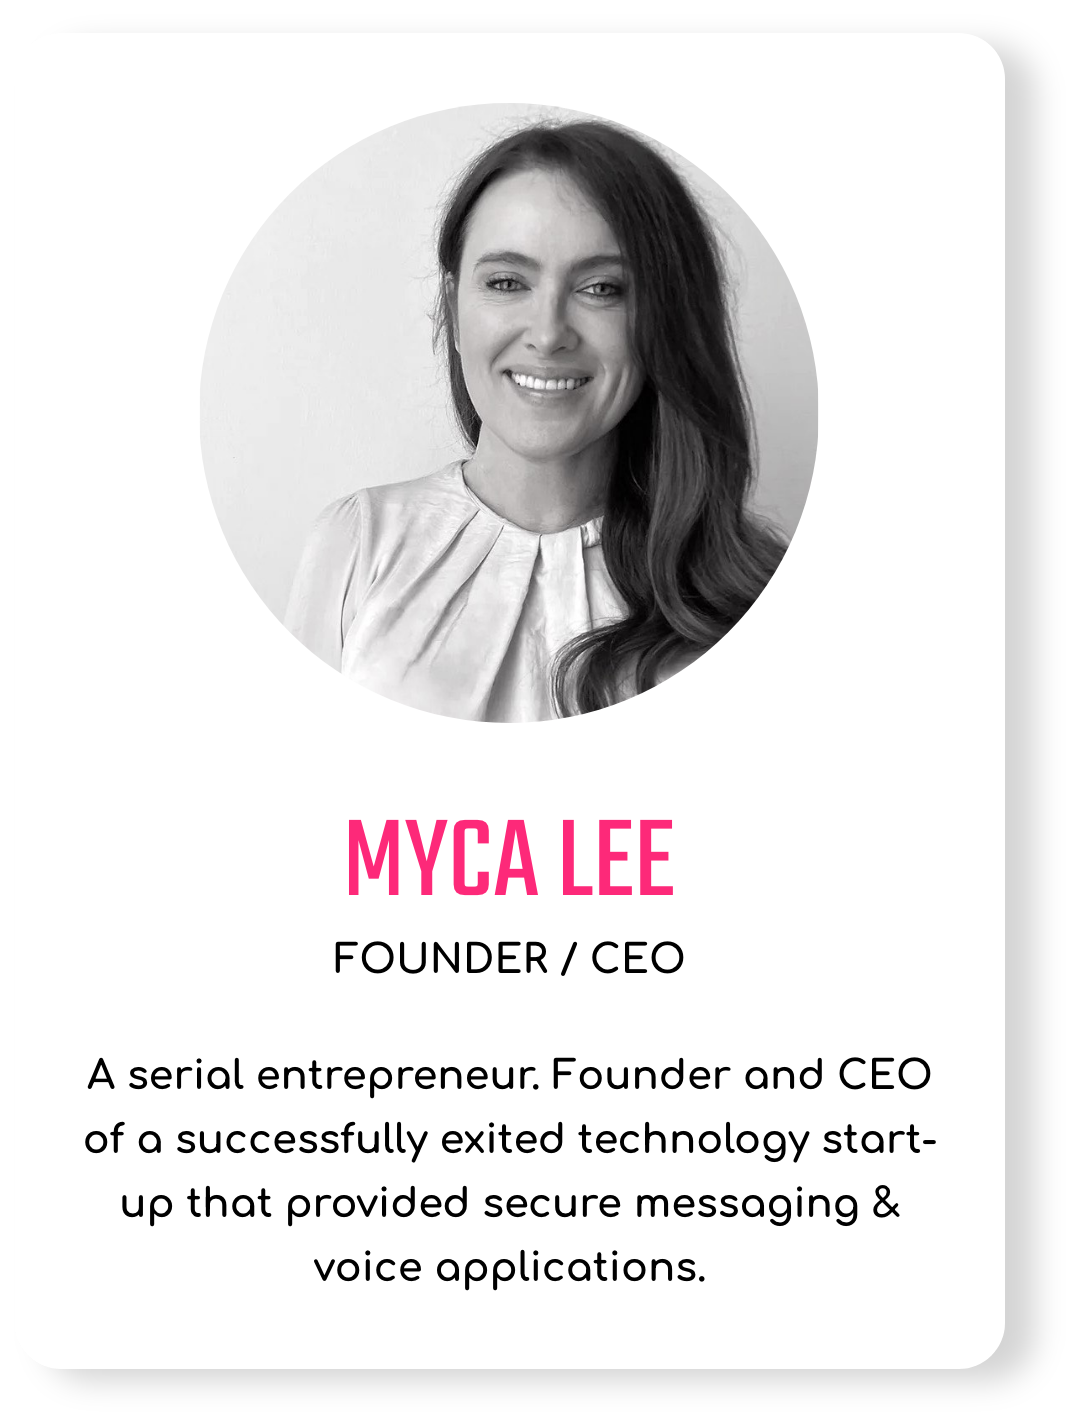 MYCA LEE
FOUNDER / CEO
A serial entrepreneur. Founder and CEO
of a successfully exited technology start-
up that provided secure messaging &
voice applications.